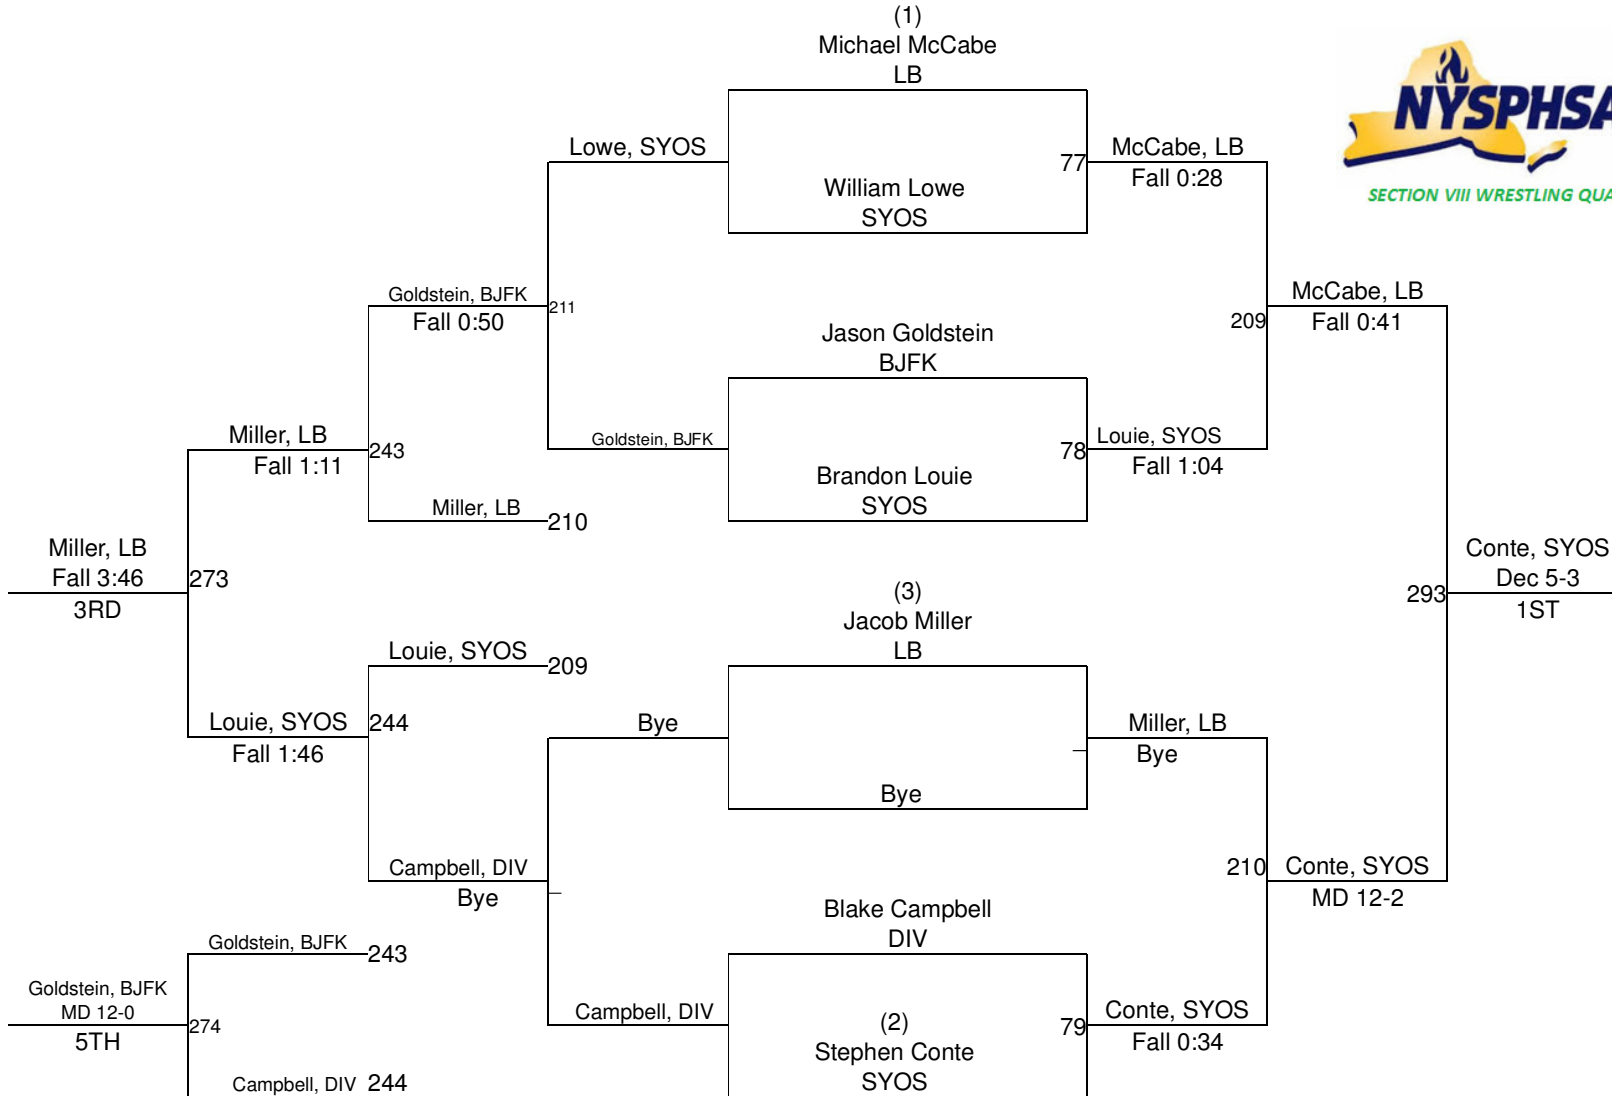 (1)
Michael McCabe
LB
NYSPHSA
SECTION VIII WRESTLING QUA
Lowe, SYOS
77
McCabe, LB
Fall 0:28
William Lowe
SYOS
Goldstein, BJFK
Fall 0:50
211
McCabe, LB
Fall 0:41
209
Jason Goldstein
BJFK
Miller, LB
Fall 1:11
243
Goldstein, BJFK
78
Louie, SYOS
Fall 1:04
Brandon Louie
SYOS
Miller, LB
210
Miller, LB
Fall 3:46
3RD
273
Conte, SYOS
Dec 5-3
1ST
293
(3)
Jacob Miller
LB
Louie, SYOS
209
Louie, SYOS
Fall 1:46
244
Bye
Miller, LB
Bye
Bye
Campbell, DIV
Bye
210
Conte, SYOS
MD 12-2
Blake Campbell
DIV
Goldstein, BJFK
243
Goldstein, BJFK
MD 12-0
5TH
274
Campbell, DIV
79
Conte, SYOS
Fall 0:34
(2)
Stephen Conte
SYOS
Campbell, DIV
244